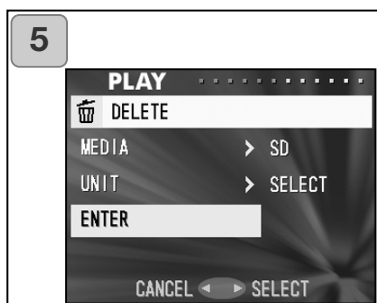 5
PLAY
DELETE
MEDIA > SD
UNIT > SELECT
ENTER
CANCEL ◄ ► SELECT